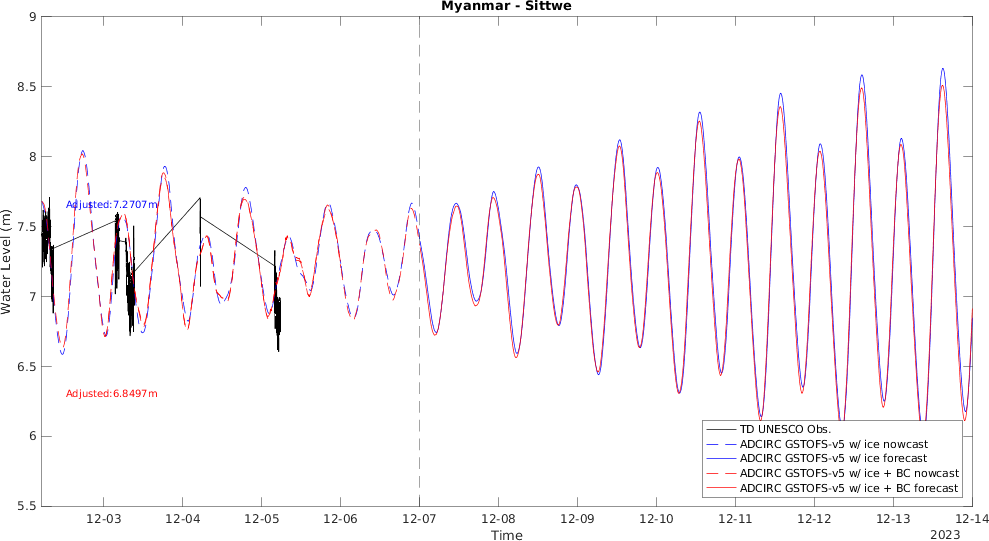 Myanmar - Sittwe
Water Level (m)
9
8.5
8
7.5
7
6.5
6
5.5
Adjusted:7.2707m
Adjusted:6.8497m
TD UNESCO Obs.
ADCIRC GSTOFS-v5 w/ ice nowcast
ADCIRC GSTOFS-v5 w/ ice forecast
ADCIRC GSTOFS-v5 w/ ice + BC nowcast
ADCIRC GSTOFS-v5 w/ ice + BC forecast
12-03 12-04 12-05 12-06 12-07 12-08 12-09 12-10 12-11 12-12 12-13 12-14
Time
2023